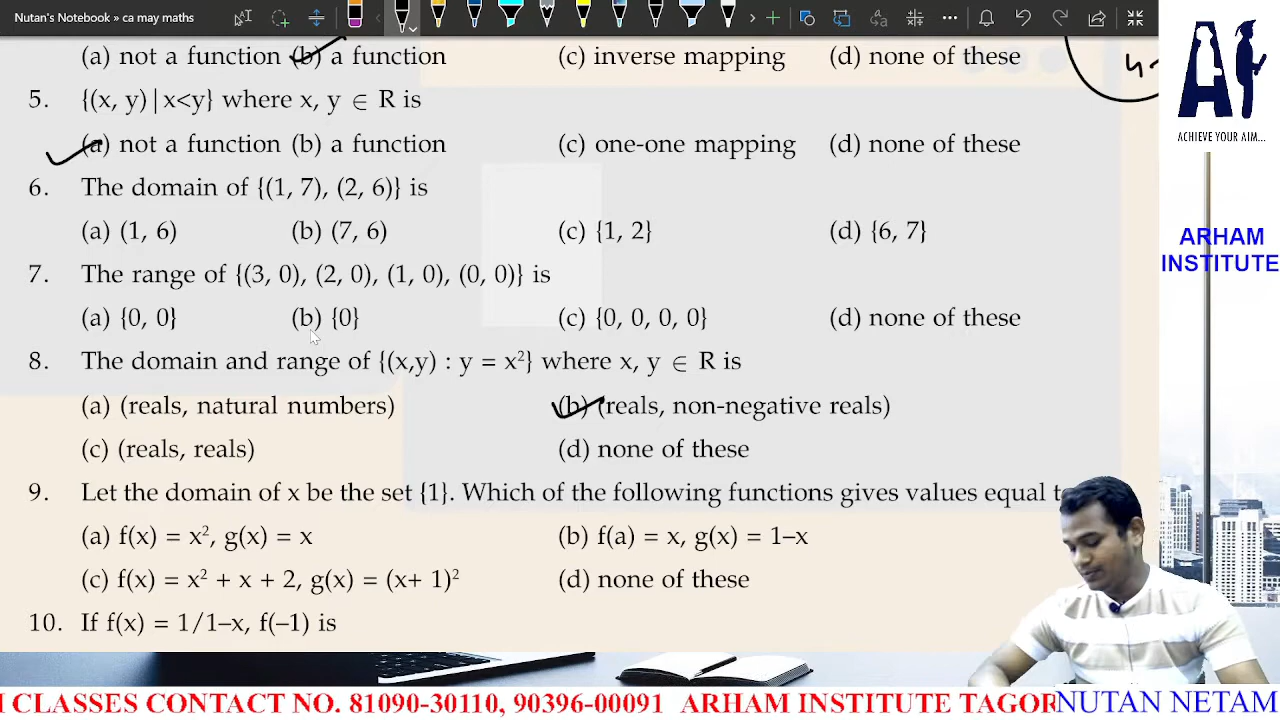 Nutan's Notebook » ca may maths
(a) not a function (b) a function (c) inverse mapping (d) none of these
4
5. {(x, y)|x<y} where x, y ∈ R is
(a) not a function (b) a function (c) one-one mapping (d) none of these
6. The domain of {(1, 7), (2, 6)} is
(a) (1, 6) (b) (7, 6) (c) {1, 2} (d) {6, 7}
7. The range of {(3, 0), (2, 0), (1, 0), (0, 0)} is
(a) {0, 0} (b) {0} (c) {0, 0, 0, 0} (d) none of these
8. The domain and range of {(x,y) : y = x²} where x, y ∈ R is
(a) (reals, natural numbers) (b) (reals, non-negative reals)
(c) (reals, reals) (d) none of these
9. Let the domain of x be the set {1}. Which of the following functions gives values equal
(a) f(x) = x², g(x) = x (b) f(a) = x, g(x) = 1–x
(c) f(x) = x² + x + 2, g(x) = (x+ 1)² (d) none of these
10. If f(x) = 1/1–x, f(–1) is
Ai
ACHIEVE YOUR AIM...
ARHAM
INSTITUTE
CLASSES CONTACT NO. 81090-30110, 90396-00091 ARHAM INSTITUTE TAGOR
NUTAN NETAM